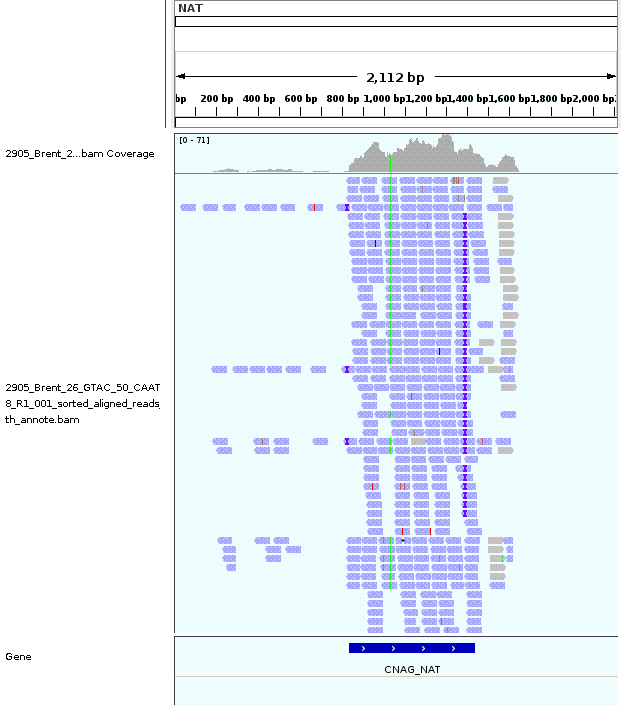 NAT
2,112 bp
bp 200 bp 400 bp 600 bp 800 bp 1,000 bp 1,200 bp 1,400 bp 1,600 bp 1,800 bp 2,000 bp
[0 - 71]
2905_Brent_2...bam Coverage
2905_Brent_26_GTAC_50_CAAT
8_R1_001_sorted_aligned_reads_
th_annote.bam
Gene
CNAG_NAT